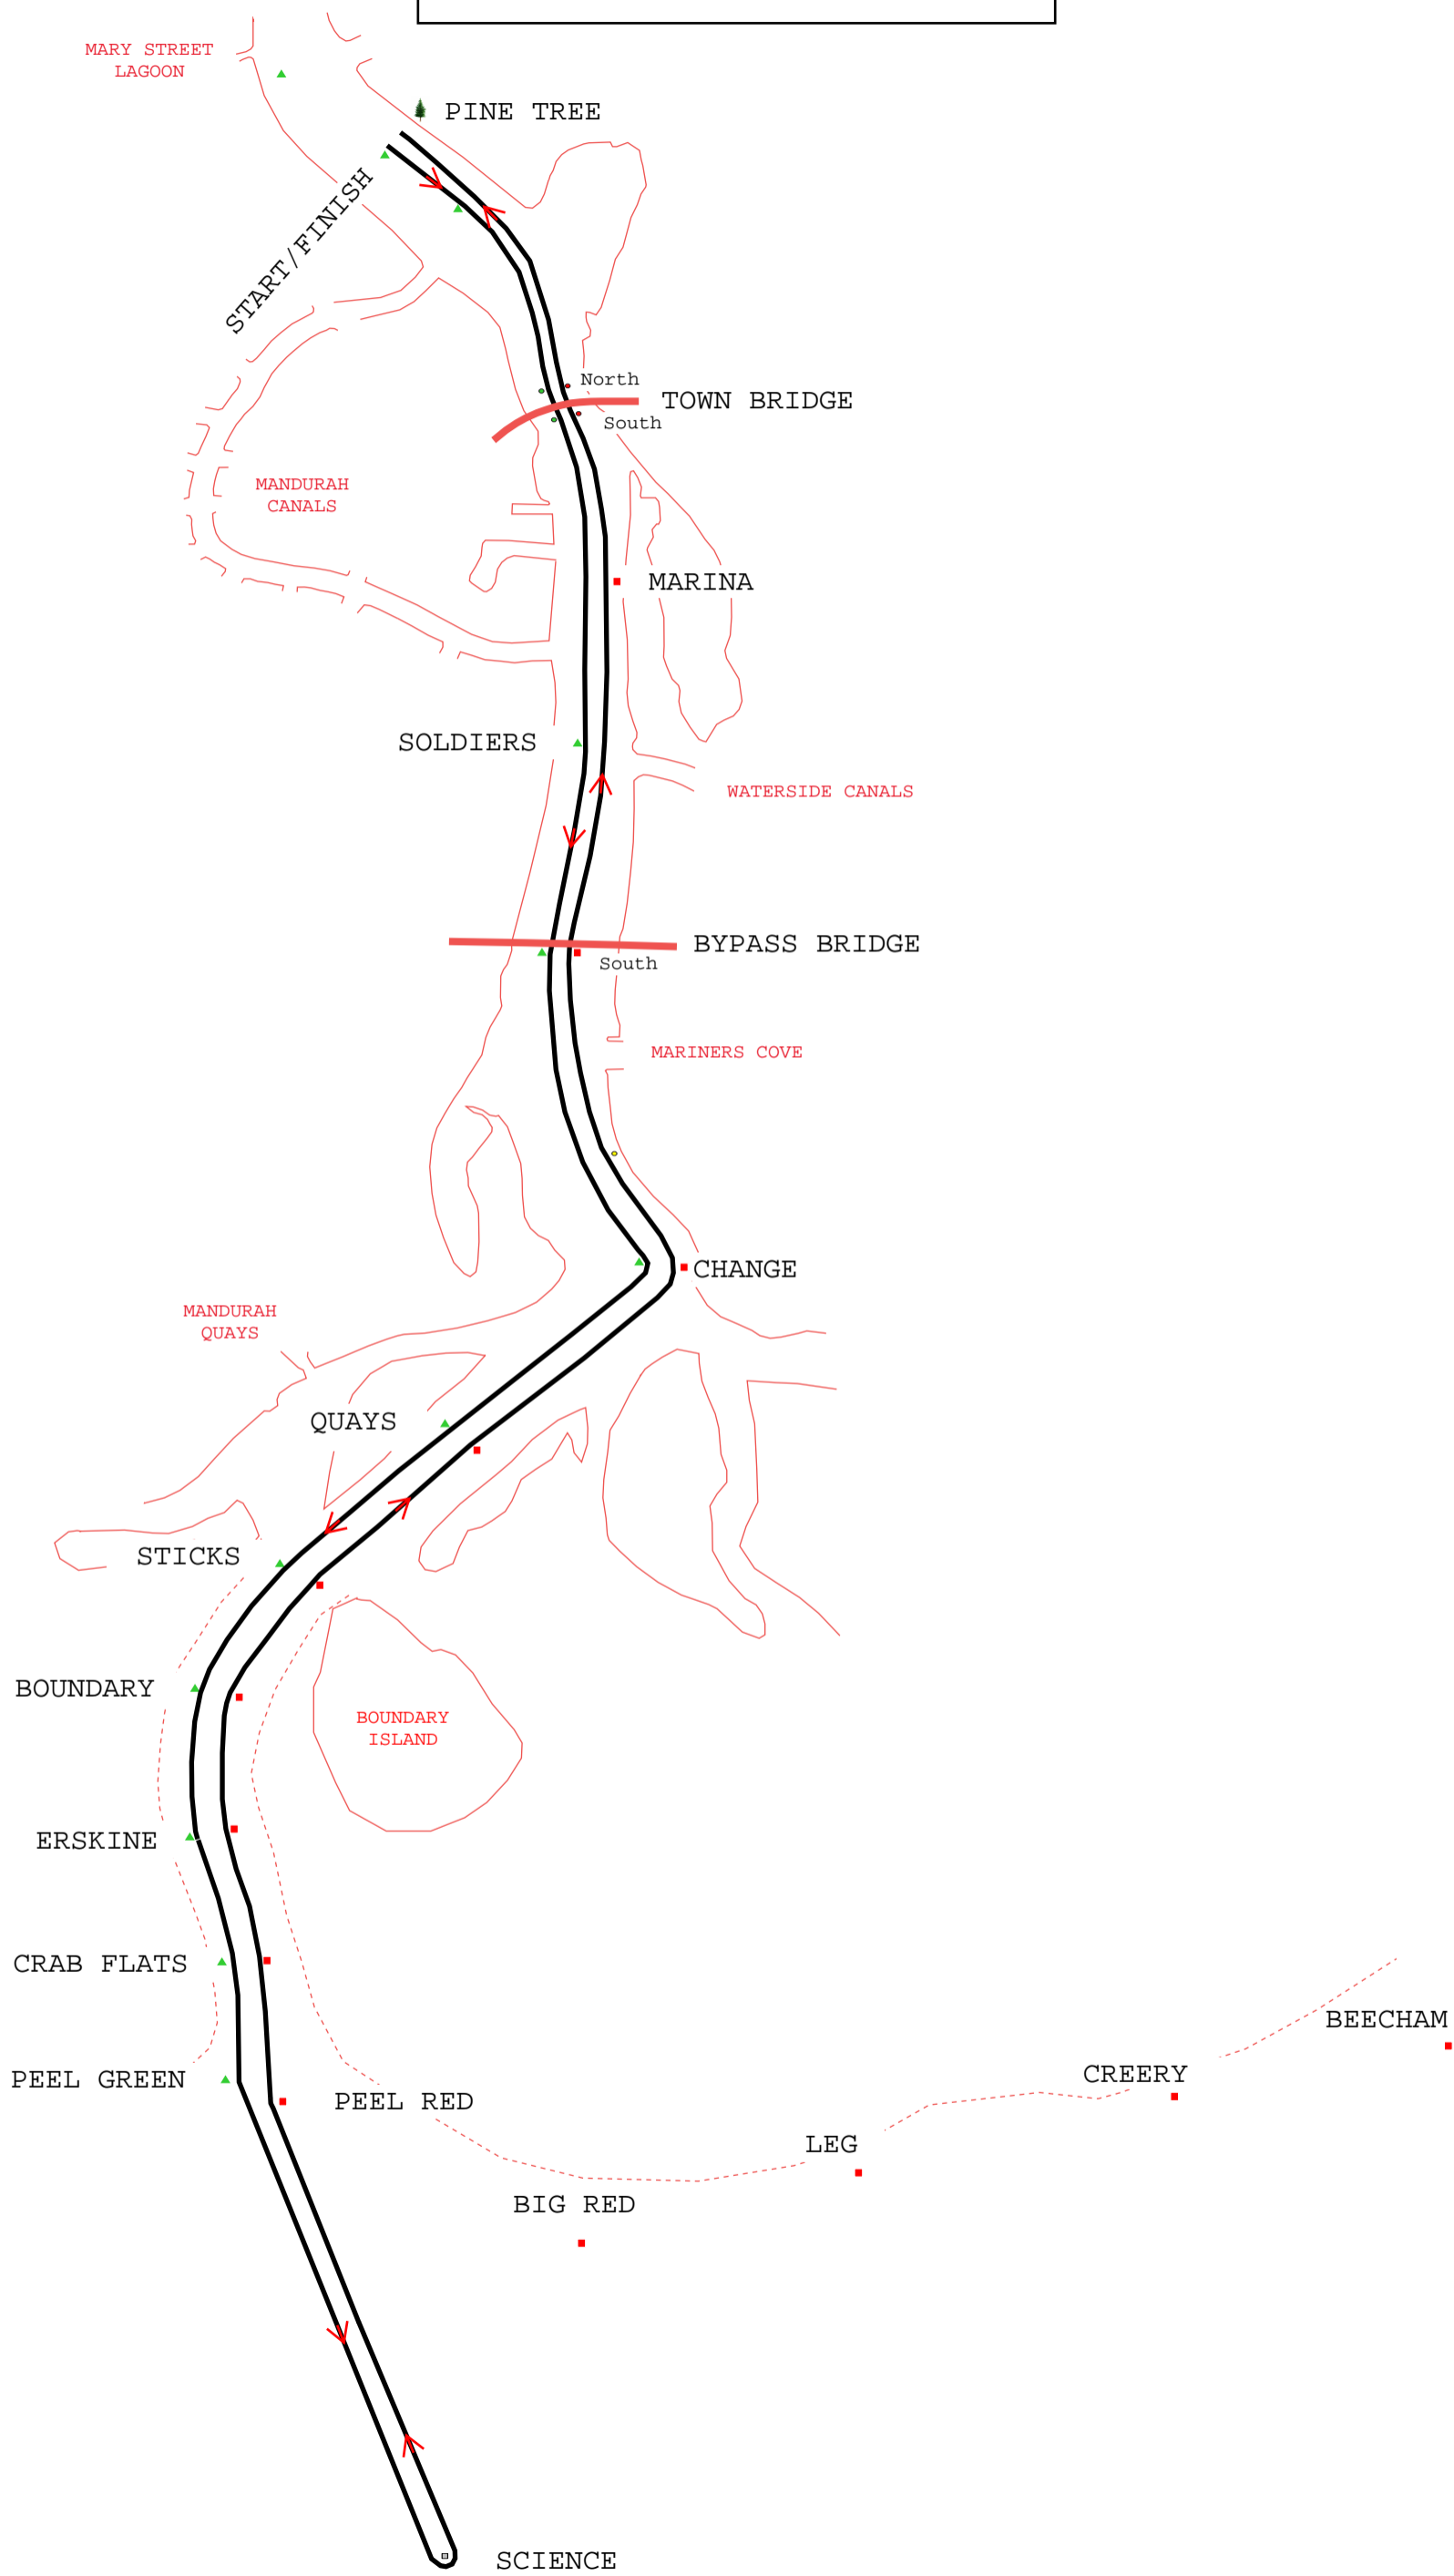 MARY STREET
LAGOON
PINE TREE
START/FINISH
North
TOWN BRIDGE
South
MANDURAH
CANALS
MARINA
SOLDIERS
WATERSIDE CANALS
BYPASS BRIDGE
South
MARINERS COVE
CHANGE
MANDURAH
QUAYS
QUAYS
STICKS
BOUNDARY
BOUNDARY
ISLAND
ERSKINE
CRAB FLATS
BEECHAM
CREERY
PEEL GREEN
PEEL RED
LEG
BIG RED
SCIENCE